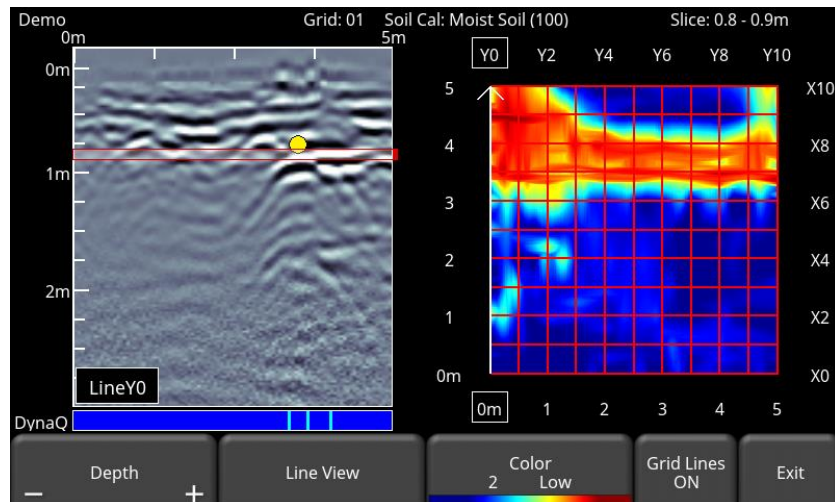 Demo Grid: 01 Soil Cal: Moist Soil (100) Slice: 0.8 - 0.9m
0m 5m
0m
1m
2m
LineY0
DynaQ
Y0 Y2 Y4 Y6 Y8 Y10
5 X10
4 X8
3 X6
2 X4
1 X2
0m X0
0m 1 2 3 4 5
Depth
– +
Line View
Color
2 Low
Grid Lines
ON
Exit